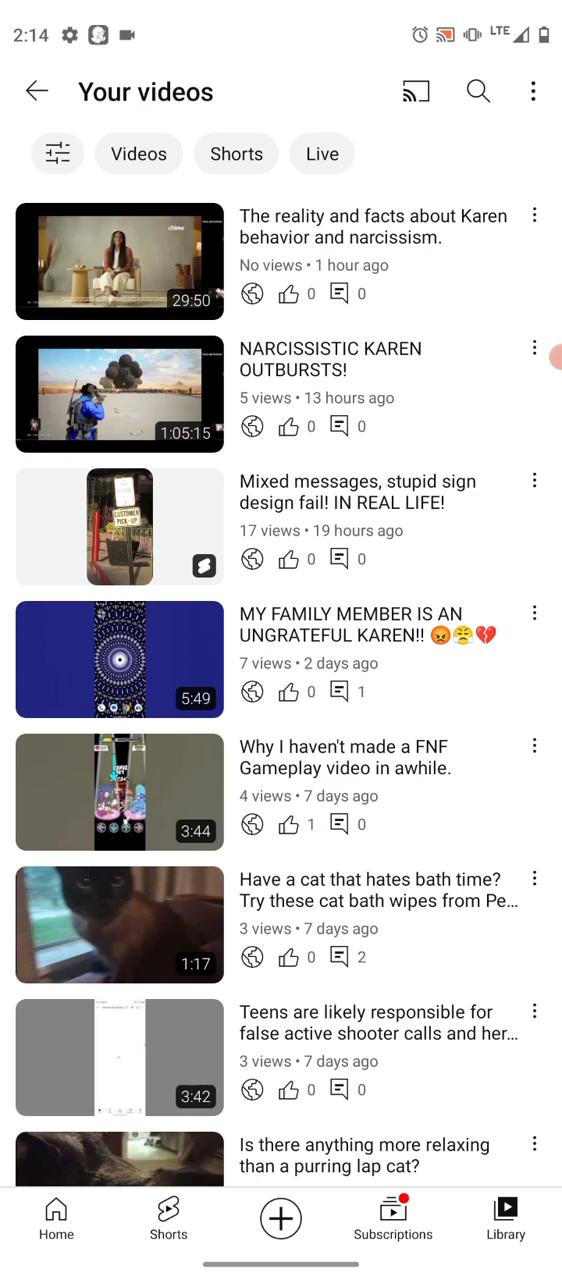 2:14 LTE
Your videos
Videos Shorts Live
chime
29:50
The reality and facts about Karen
behavior and narcissism.
No views • 1 hour ago
0 0
1:05:15
NARCISSISTIC KAREN
OUTBURSTS!
5 views • 13 hours ago
0 0
CUSTOMER
PICK-UP
Mixed messages, stupid sign
design fail! IN REAL LIFE!
17 views • 19 hours ago
0 0
5:49
MY FAMILY MEMBER IS AN
UNGRATEFUL KAREN!! 😡😤💔
7 views • 2 days ago
0 1
3:44
Why I haven't made a FNF
Gameplay video in awhile.
4 views • 7 days ago
1 0
1:17
Have a cat that hates bath time?
Try these cat bath wipes from Pe...
3 views • 7 days ago
0 2
3:42
Teens are likely responsible for
false active shooter calls and her...
3 views • 7 days ago
0 0
Is there anything more relaxing
than a purring lap cat?
Home Shorts Subscriptions Library